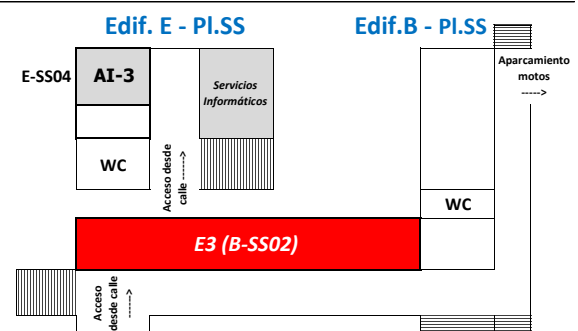 Edif. E - Pl.SS
Edif.B - Pl.SS
E-SS04
AI-3
Servicios
Informáticos
Aparcamiento
motos
----->
WC
Acceso desde
calle ----->
WC
E3 (B-SS02)
Acceso
desde calle
----->